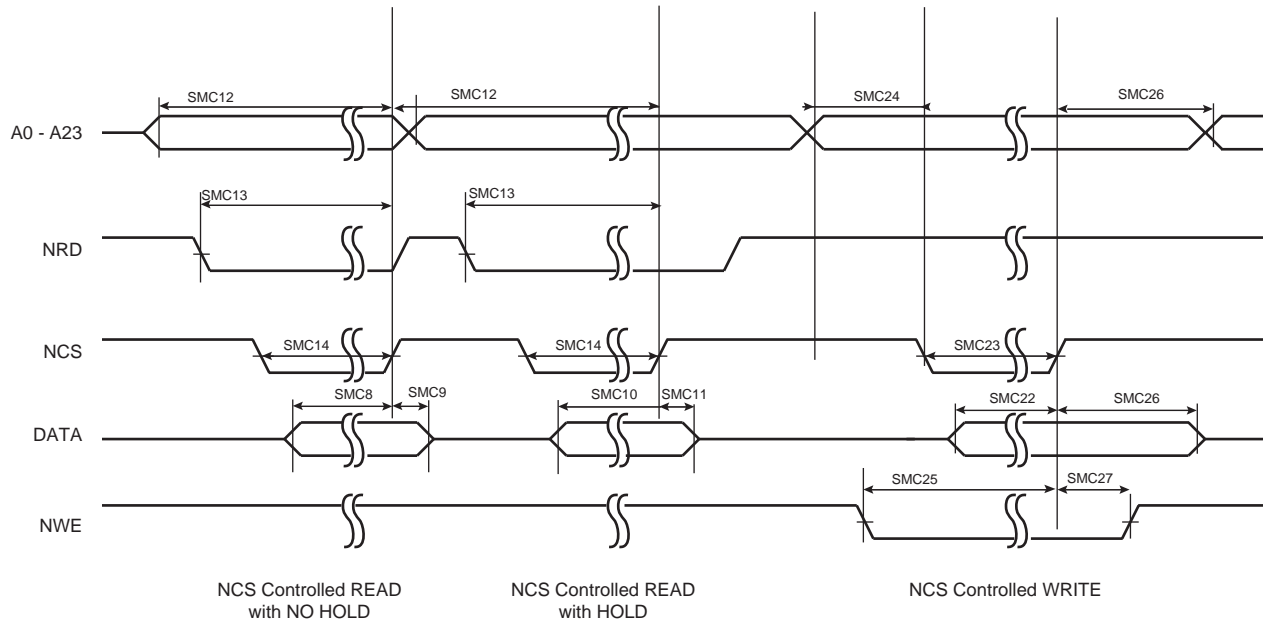 SMC12
SMC12
SMC24
SMC26
A0 - A23
SMC13
SMC13
NRD
NCS
SMC14
SMC14
SMC23
SMC8
SMC9
SMC10
SMC11
SMC22
SMC26
DATA
SMC25
SMC27
NWE
NCS Controlled READ
with NO HOLD
NCS Controlled READ
with HOLD
NCS Controlled WRITE